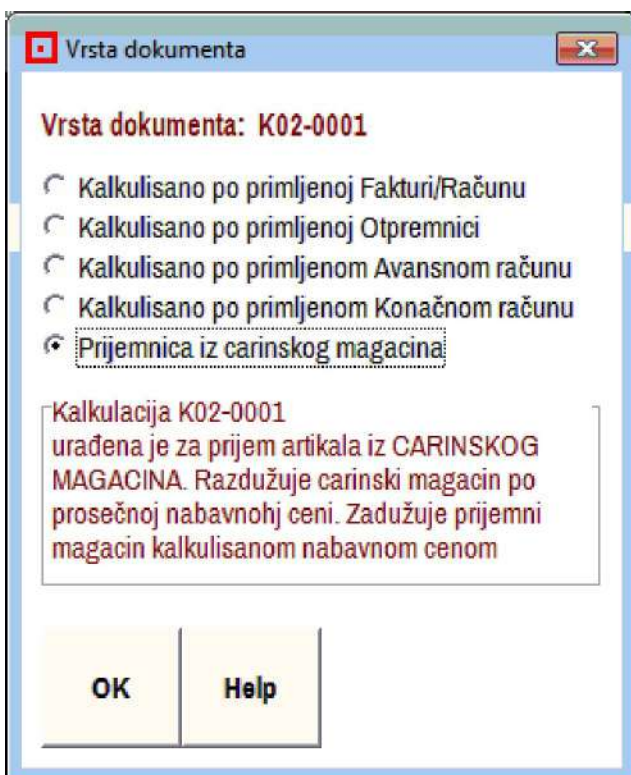 Vrsta dokumenta
Vrsta dokumenta: K02-0001
Kalkulisano po primljenoj Fakturi/Računu
Kalkulisano po primljenoj Otpremnici
Kalkulisano po primljenom Avansnom računu
Kalkulisano po primljenom Konačnom računu
Prijemnica iz carinskog magacina
Kalkulacija K02-0001
urađena je za prijem artikala iz CARINSKOG
MAGACINA. Razdužuje carinski magacin po
prosečnoj nabavnohj ceni. Zadužuje prijemni
magacin kalkulisanom nabavnom cenom
OK Help